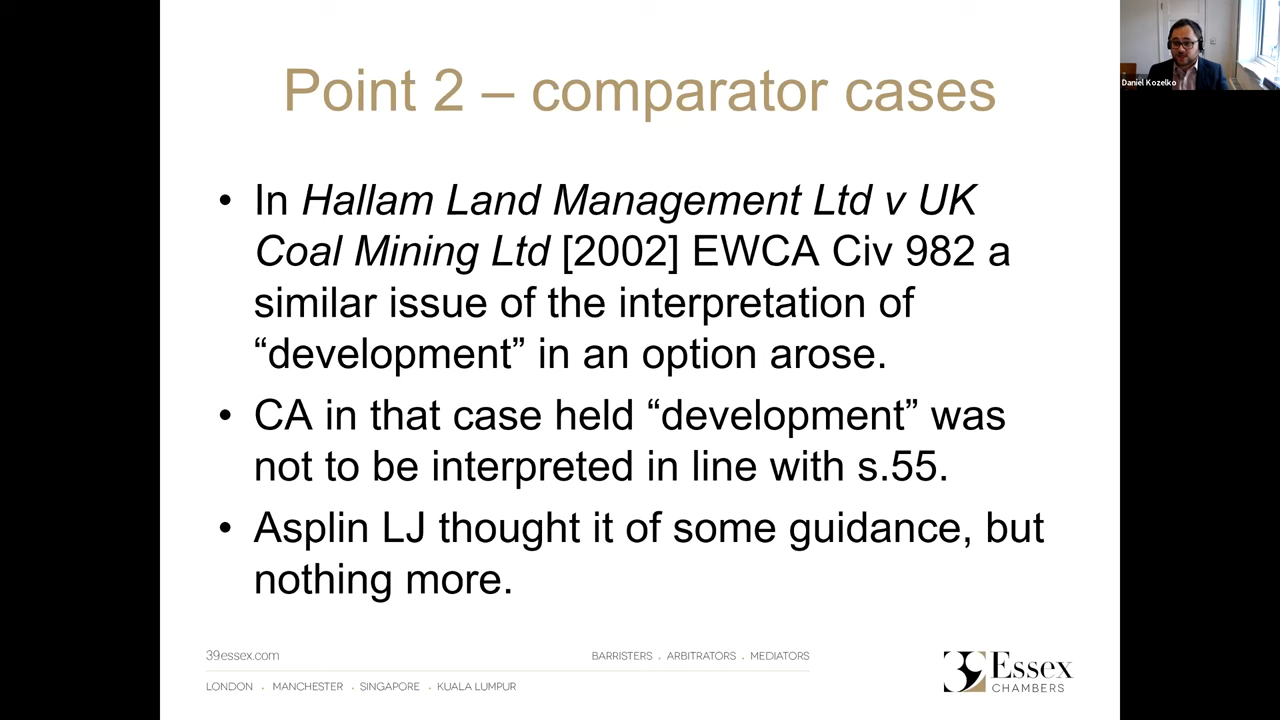 Point 2 – comparator cases
Daniel Kozelko
• In Hallam Land Management Ltd v UK
Coal Mining Ltd [2002] EWCA Civ 982 a
similar issue of the interpretation of
“development” in an option arose.
• CA in that case held “development” was
not to be interpreted in line with s.55.
• Asplin LJ thought it of some guidance, but
nothing more.
39essex.com
BARRISTERS . ARBITRATORS . MEDIATORS
LONDON . MANCHESTER . SINGAPORE . KUALA LUMPUR
39 Essex
CHAMBERS